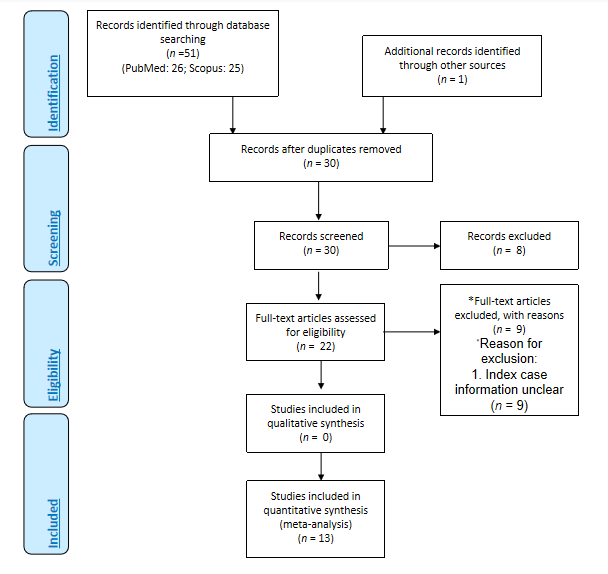 Identification
Records identified through database
searching
(n =51)
(PubMed: 26; Scopus: 25)
Additional records identified
through other sources
(n = 1)
Records after duplicates removed
(n = 30)
Screening
Records screened
(n = 30)
Records excluded
(n = 8)
Eligibility
Full-text articles assessed
for eligibility
(n = 22)
*Full-text articles
excluded, with reasons
(n = 9)
*Reason for
exclusion:
1. Index case
information unclear
(n = 9)
Studies included in
qualitative synthesis
(n = 0)
Included
Studies included in
quantitative synthesis
(meta-analysis)
(n = 13)